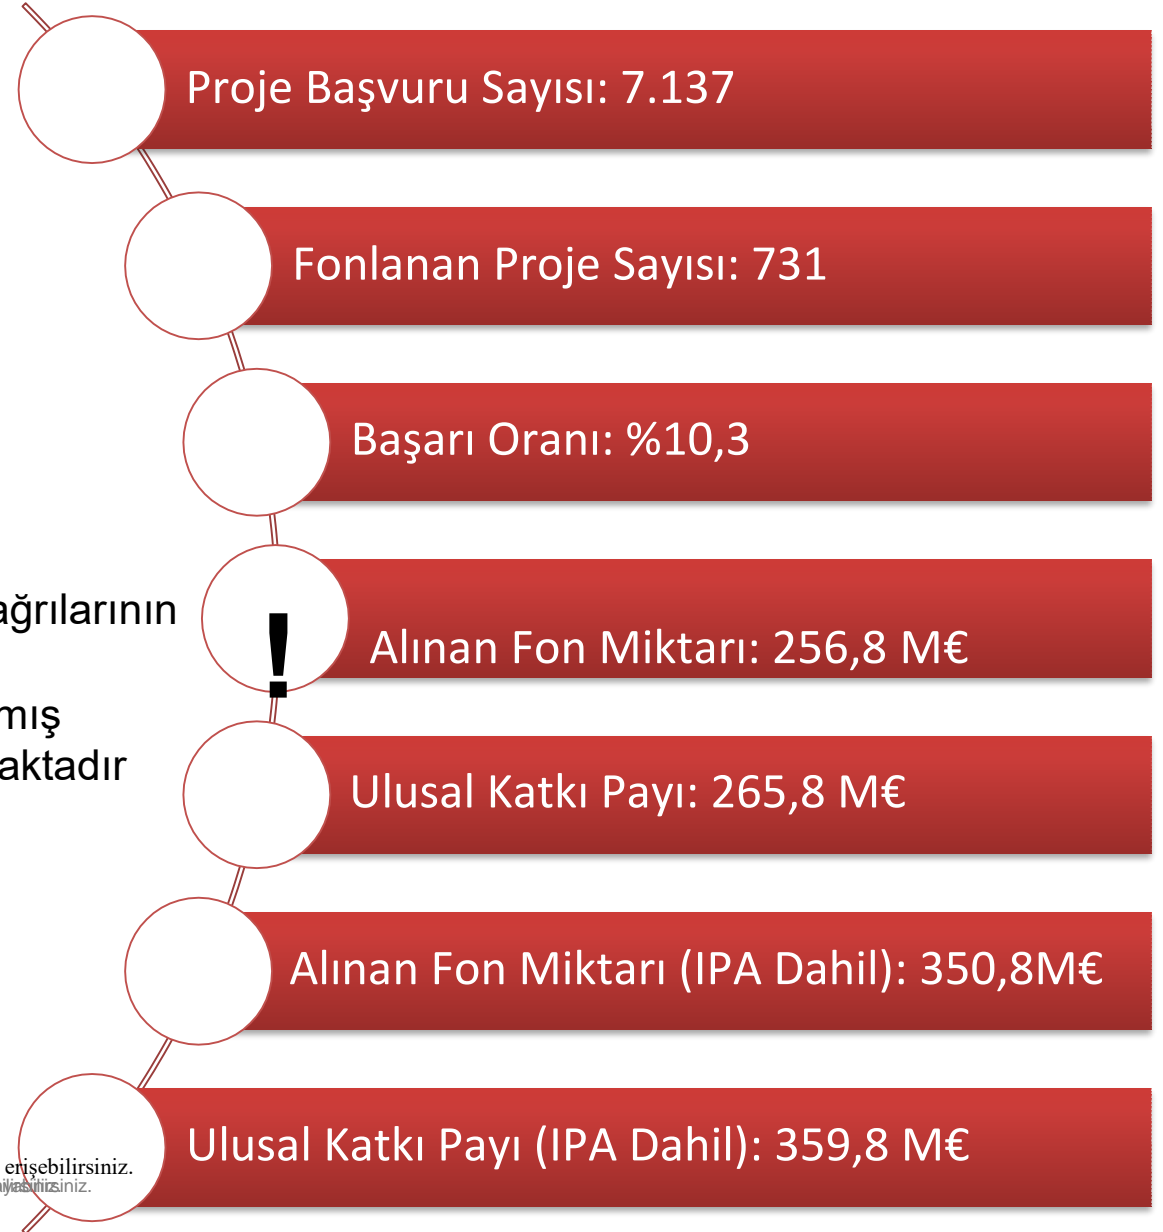 Proje Başvuru Sayısı: 7.137
Fonlanan Proje Sayısı: 731
Başarı Oranı: %10,3
ağrılarının
!
Alınan Fon Miktarı: 256,8 M€
mış
aktadır
Ulusal Katkı Payı: 265,8 M€
Alınan Fon Miktarı (IPA Dahil): 350,8M€
Ulusal Katkı Payı (IPA Dahil): 359,8 M€
erişebilirsiniz.